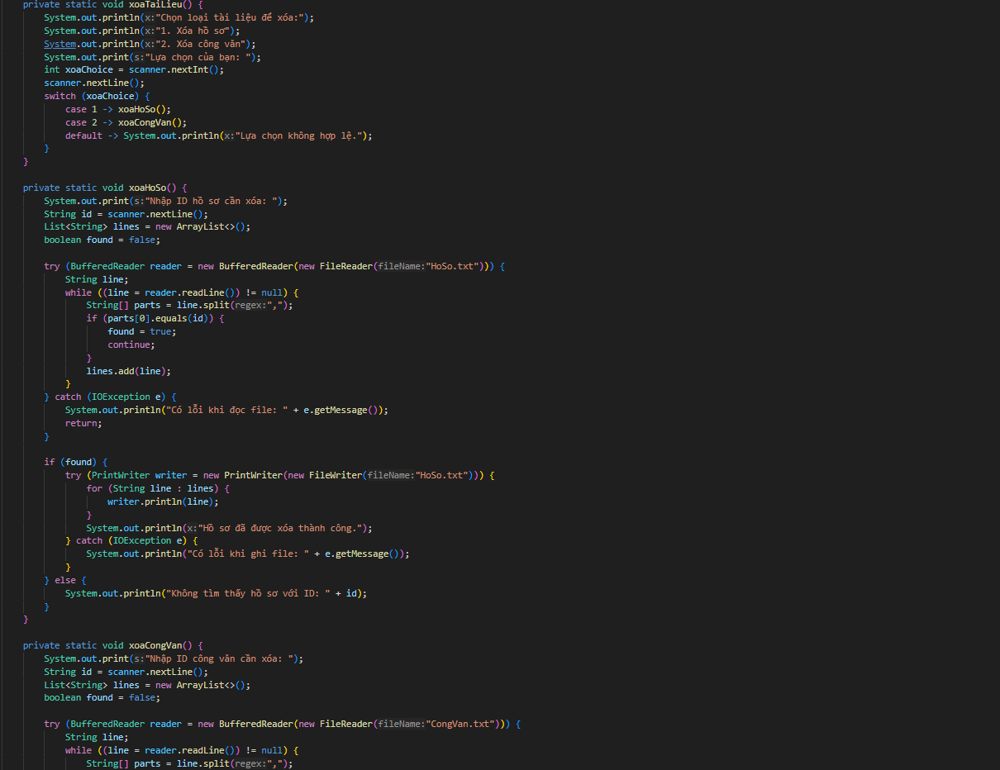 private static void xoaTaiLieu() {
System.out.println(x:"Chọn loại tài liệu để xóa:");
System.out.println(x:"1. Xóa hồ sơ");
System.out.println(x:"2. Xóa công văn");
System.out.print(s:"Lựa chọn của bạn: ");
int xoaChoice = scanner.nextInt();
scanner.nextLine();
switch (xoaChoice) {
case 1 -> xoaHoSo();
case 2 -> xoaCongVan();
default -> System.out.println(x:"Lựa chọn không hợp lệ.");
}
}
private static void xoaHoSo() {
System.out.print(s:"Nhập ID hồ sơ cần xóa: ");
String id = scanner.nextLine();
List<String> lines = new ArrayList<>();
boolean found = false;
try (BufferedReader reader = new BufferedReader(new FileReader(fileName:"HoSo.txt"))) {
String line;
while ((line = reader.readLine()) != null) {
String[] parts = line.split(regex:",");
if (parts[0].equals(id)) {
found = true;
continue;
}
lines.add(line);
}
} catch (IOException e) {
System.out.println("Có lỗi khi đọc file: " + e.getMessage());
return;
}
if (found) {
try (PrintWriter writer = new PrintWriter(new FileWriter(fileName:"HoSo.txt"))) {
for (String line : lines) {
writer.println(line);
}
System.out.println(x:"Hồ sơ đã được xóa thành công.");
} catch (IOException e) {
System.out.println("Có lỗi khi ghi file: " + e.getMessage());
}
} else {
System.out.println("Không tìm thấy hồ sơ với ID: " + id);
}
}
private static void xoaCongVan() {
System.out.print(s:"Nhập ID công văn cần xóa: ");
String id = scanner.nextLine();
List<String> lines = new ArrayList<>();
boolean found = false;
try (BufferedReader reader = new BufferedReader(new FileReader(fileName:"CongVan.txt"))) {
String line;
while ((line = reader.readLine()) != null) {
String[] parts = line.split(regex:",");